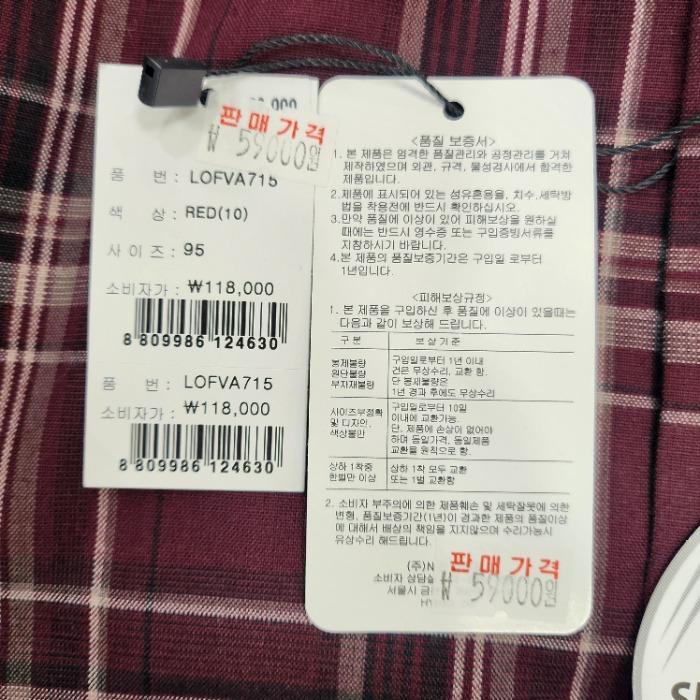 판매가격
₩59000원
품 번 : LOFVA715
색 상 : RED(10)
사이즈 : 95
소비자가 : ₩118,000
8 809986 124630
품 번 : LOFVA715
소비자가 : ₩118,000
8 809986 124630
<품질 보증서>
1. 본 제품은 엄격한 품질관리와 공정관리를 거쳐
제작하였으며 외관, 규격, 물성검사에서 합격한
제품입니다.
2.제품에 표시되어 있는 섬유혼용율, 치수,세탁방
법을 착용전에 반드시 확인하십시오.
3.만약 품질에 이상이 있어 피해보상을 원하실
때에는 반드시 영수증 또는 구입증빙서류를
지참하시기 바랍니다.
4.본 제품의 품질보증기간은 구입일 로부터
1년입니다.
<피해보상규정>
1. 본 제품을 구입하신 후 품질에 이상이 있을때는
다음과 같이 보상해 드립니다.
구 분 보 상 기 준
봉제불량
원단불량
부자재불량
구입일로부터 1년 이내
건은 무상수리, 교환 함.
단 봉재불량은
1년 경과 후에도 무상수리
사이즈부정확
및 디자인,
색상불만
구입일로부터 10일
이내에 교환가능.
단, 제품에 손상이 없어야
하며 동일가격, 동일제품
교환을 원칙으로 함.
상하 1착중
한벌만 이상
상하 1착 모두 교환
또는 1벌 교환함
2. 소비자 부주의에 의한 제품훼손 및 세탁잘못에 의한
변형, 품질보증기간(1년)이 경과한 제품의 품질이상
에 대해서 배상의 책임을 지지않으며 수리가능시
유상수리 해드립니다.
(주)N
소비자 상담실
서울시 금
판매가격
₩59000원